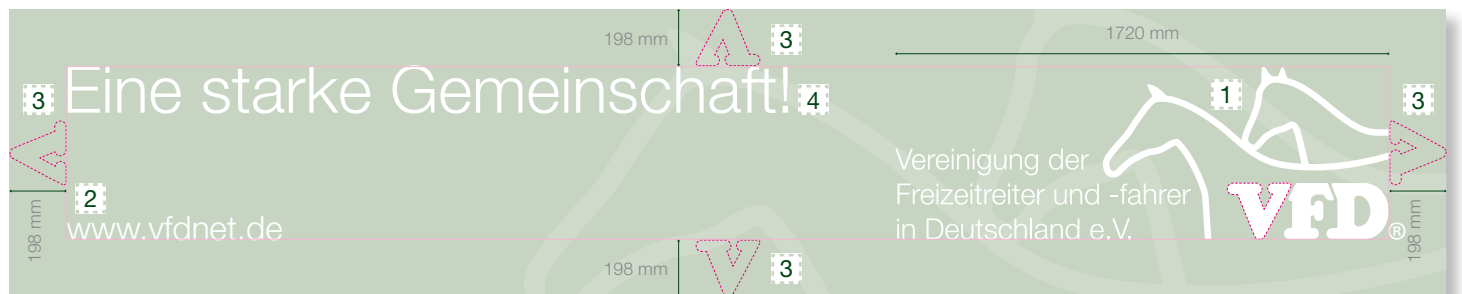 198 mm
3
1720 mm
3
Eine starke Gemeinschaft!
4
1
3
Vereinigung der
Freizeitreiter und -fahrer
in Deutschland e.V.
VFD®
2
www.vfdnet.de
198 mm
198 mm
3
198 mm